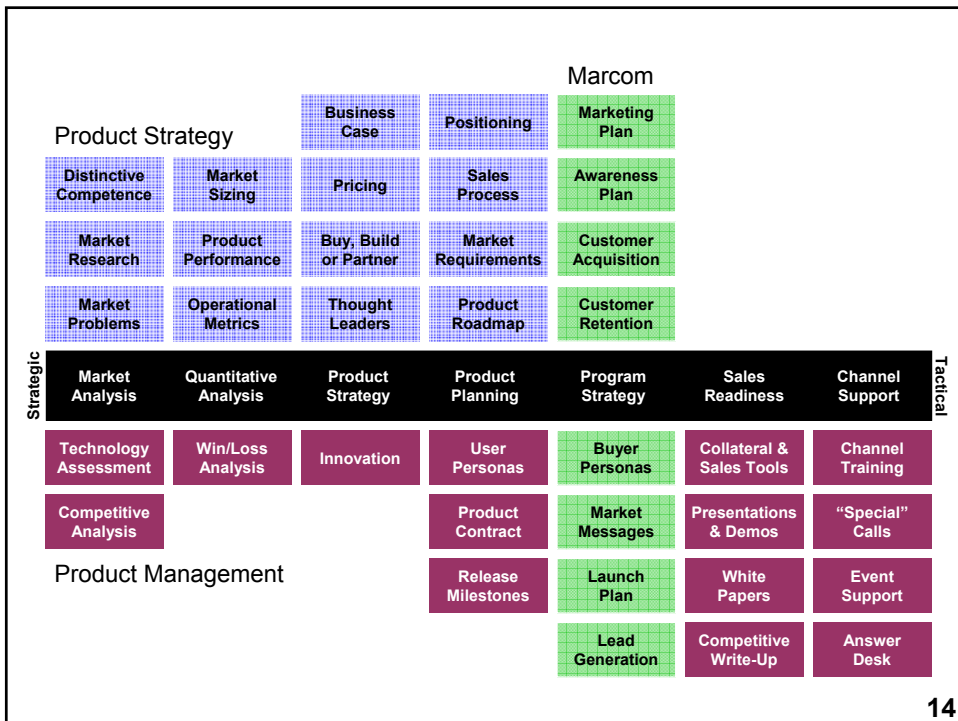 Marcom
Product Strategy
Business
Case
Positioning
Marketing
Plan
Distinctive
Competence
Market
Sizing
Pricing
Sales
Process
Awareness
Plan
Market
Research
Product
Performance
Buy, Build
or Partner
Market
Requirements
Customer
Acquisition
Market
Problems
Operational
Metrics
Thought
Leaders
Product
Roadmap
Customer
Retention
Strategic
Market
Analysis
Quantitative
Analysis
Product
Strategy
Product
Planning
Program
Strategy
Sales
Readiness
Channel
Support
Tactical
Technology
Assessment
Win/Loss
Analysis
Innovation
User
Personas
Buyer
Personas
Collateral &
Sales Tools
Channel
Training
Competitive
Analysis
Product
Contract
Market
Messages
Presentations
& Demos
“Special”
Calls
Product Management
Release
Milestones
Launch
Plan
White
Papers
Event
Support
Lead
Generation
Competitive
Write-Up
Answer
Desk
14